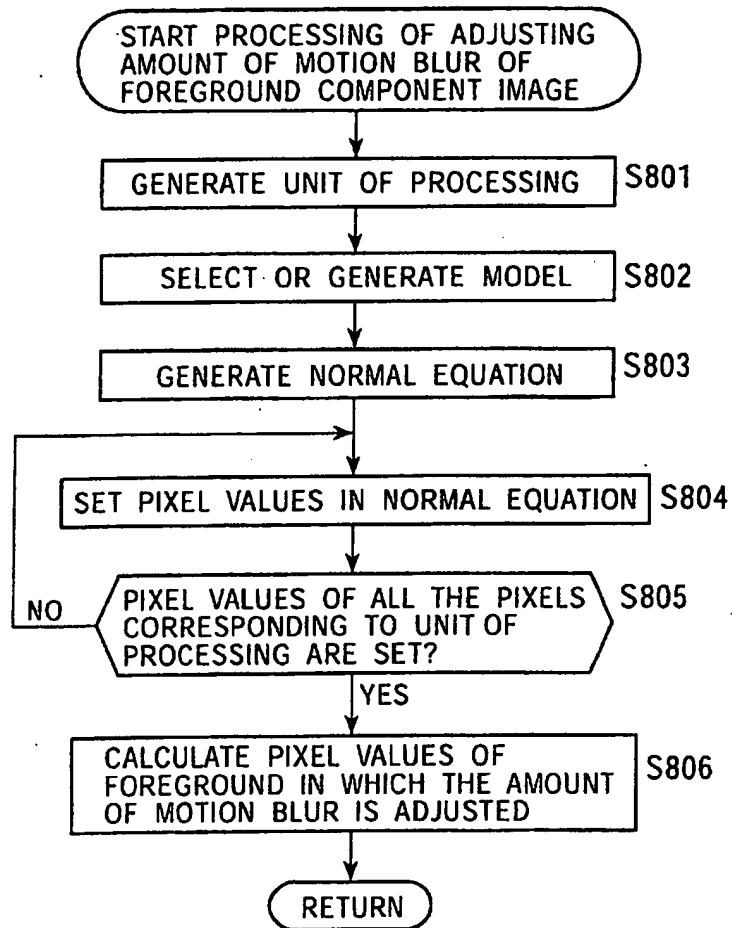 START PROCESSING OF ADJUSTING
AMOUNT OF MOTION BLUR OF
FOREGROUND COMPONENT IMAGE
GENERATE UNIT OF PROCESSING
S801
SELECT OR GENERATE MODEL
S802
GENERATE NORMAL EQUATION
S803
SET PIXEL VALUES IN NORMAL EQUATION
S804
PIXEL VALUES OF ALL THE PIXELS
CORRESPONDING TO UNIT OF
PROCESSING ARE SET?
S805
NO
YES
CALCULATE PIXEL VALUES OF
FOREGROUND IN WHICH THE AMOUNT
OF MOTION BLUR IS ADJUSTED
S806
RETURN